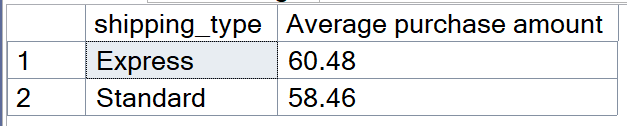 shipping_type Average purchase amount
1 Express 60.48
2 Standard 58.46